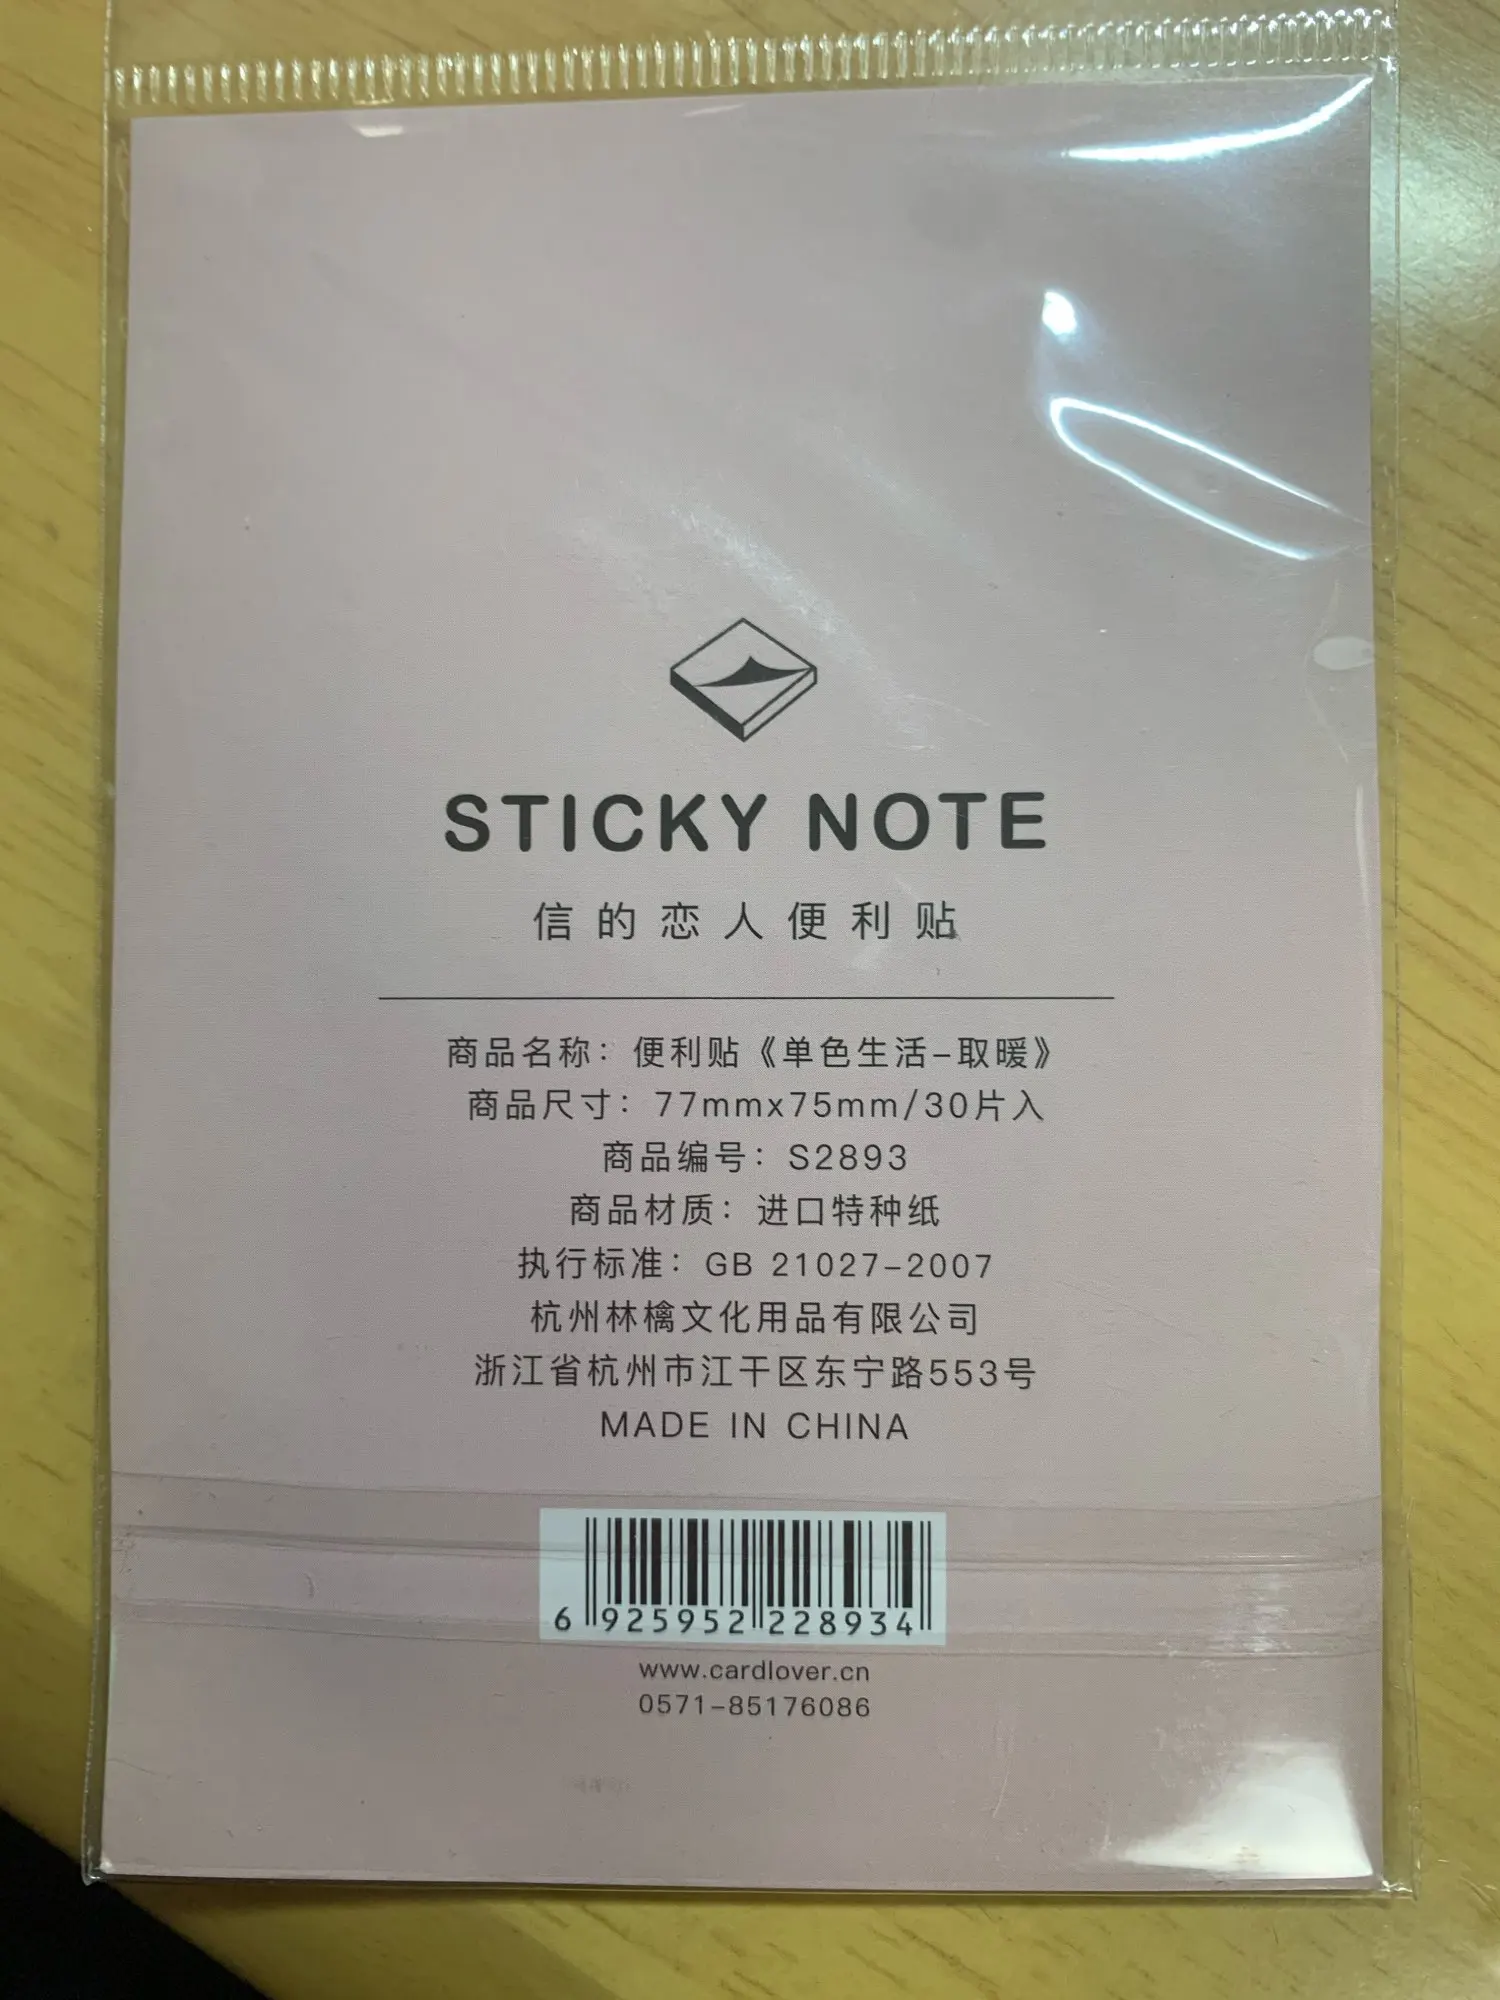 STICKY NOTE
信的恋人便利贴
商品名称：便利贴《单色生活-取暖》
商品尺寸：77mmx75mm/30片入
商品编号：S2893
商品材质：进口特种纸
执行标准：GB 21027-2007
杭州林檎文化用品有限公司
浙江省杭州市江干区东宁路553号
MADE IN CHINA
6 925952 228934
www.cardlover.cn
0571-85176086